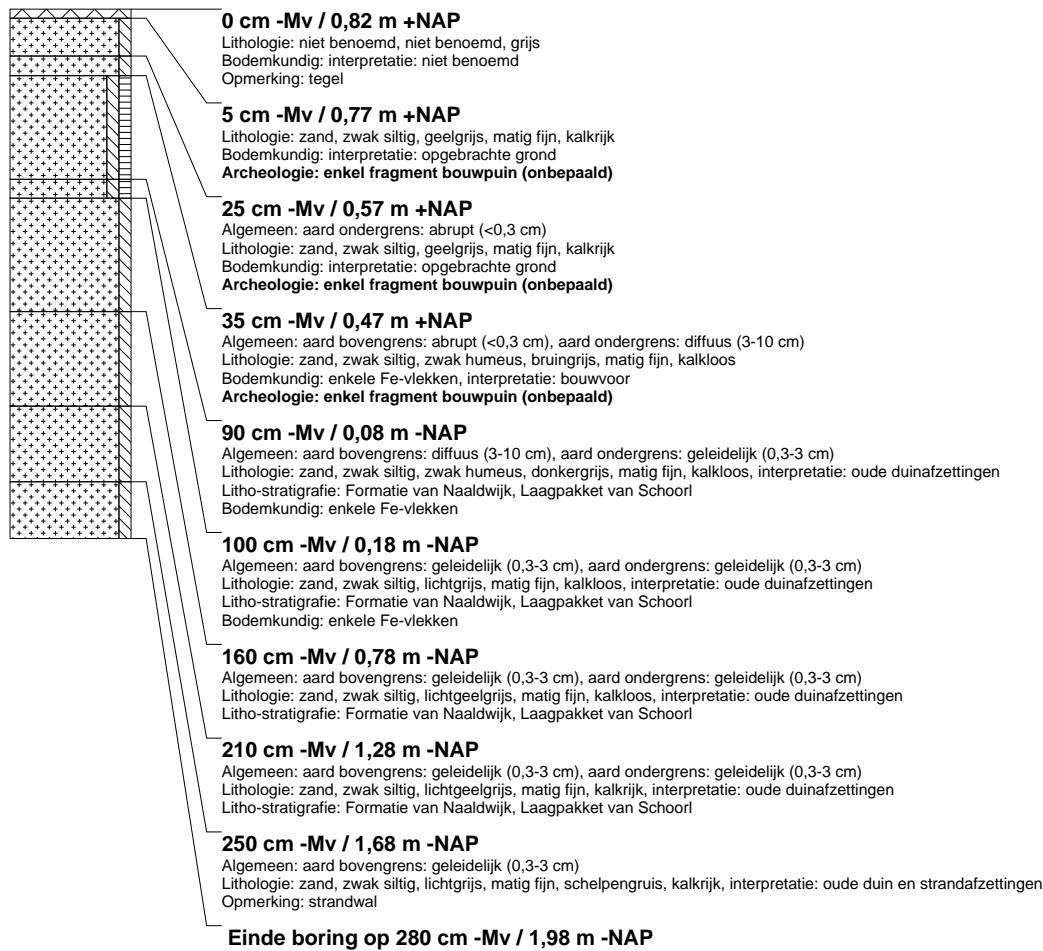 0 cm -Mv / 0,82 m +NAP
Lithologie: niet benoemd, niet benoemd, grijs
Bodemkundig: interpretatie: niet benoemd
Opmerking: tegel
5 cm -Mv / 0,77 m +NAP
Lithologie: zand, zwak siltig, geelgrijs, matig fijn, kalkrijk
Bodemkundig: interpretatie: opgebrachte grond
Archeologie: enkel fragment bouwpuin (onbepaald)
25 cm -Mv / 0,57 m +NAP
Algemeen: aard ondergrens: abrupt (<0,3 cm)
Lithologie: zand, zwak siltig, geelgrijs, matig fijn, kalkrijk
Bodemkundig: interpretatie: opgebrachte grond
Archeologie: enkel fragment bouwpuin (onbepaald)
35 cm -Mv / 0,47 m +NAP
Algemeen: aard bovengrens: abrupt (<0,3 cm), aard ondergrens: diffuus (3-10 cm)
Lithologie: zand, zwak siltig, zwak humeus, bruingrijs, matig fijn, kalkloos
Bodemkundig: enkele Fe-vlekken, interpretatie: bouwvoor
Archeologie: enkel fragment bouwpuin (onbepaald)
90 cm -Mv / 0,08 m -NAP
Algemeen: aard bovengrens: diffuus (3-10 cm), aard ondergrens: geleidelijk (0,3-3 cm)
Lithologie: zand, zwak siltig, zwak humeus, donkergrijs, matig fijn, kalkloos, interpretatie: oude duinafzettingen
Litho-stratigrafie: Formatie van Naaldwijk, Laagpakket van Schoorl
Bodemkundig: enkele Fe-vlekken
100 cm -Mv / 0,18 m -NAP
Algemeen: aard bovengrens: geleidelijk (0,3-3 cm), aard ondergrens: geleidelijk (0,3-3 cm)
Lithologie: zand, zwak siltig, lichtgrijs, matig fijn, kalkloos, interpretatie: oude duinafzettingen
Litho-stratigrafie: Formatie van Naaldwijk, Laagpakket van Schoorl
Bodemkundig: enkele Fe-vlekken
160 cm -Mv / 0,78 m -NAP
Algemeen: aard bovengrens: geleidelijk (0,3-3 cm), aard ondergrens: geleidelijk (0,3-3 cm)
Lithologie: zand, zwak siltig, lichtgeelgrijs, matig fijn, kalkloos, interpretatie: oude duinafzettingen
Litho-stratigrafie: Formatie van Naaldwijk, Laagpakket van Schoorl
210 cm -Mv / 1,28 m -NAP
Algemeen: aard bovengrens: geleidelijk (0,3-3 cm), aard ondergrens: geleidelijk (0,3-3 cm)
Lithologie: zand, zwak siltig, lichtgeelgrijs, matig fijn, kalkrijk, interpretatie: oude duinafzettingen
Litho-stratigrafie: Formatie van Naaldwijk, Laagpakket van Schoorl
250 cm -Mv / 1,68 m -NAP
Algemeen: aard bovengrens: geleidelijk (0,3-3 cm)
Lithologie: zand, zwak siltig, lichtgrijs, matig fijn, schelpengruis, kalkrijk, interpretatie: oude duin en strandafzettingen
Opmerking: strandwal
Einde boring op 280 cm -Mv / 1,98 m -NAP